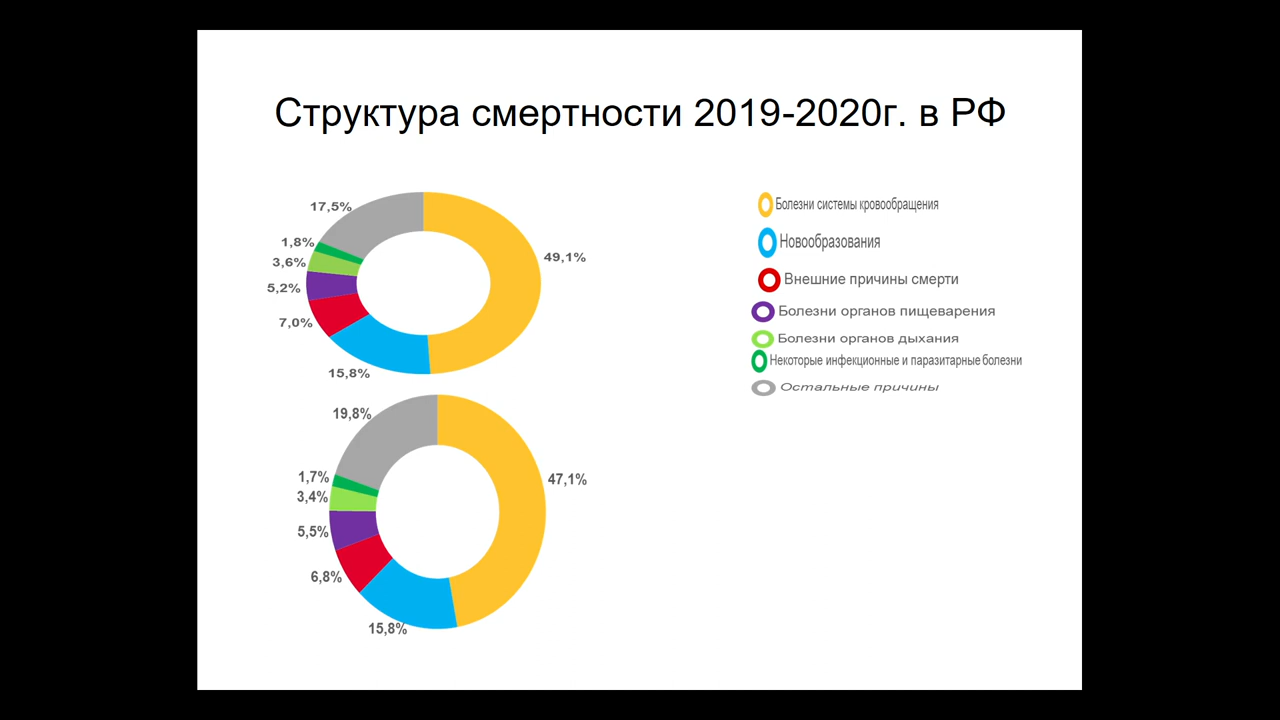 Структура смертности 2019-2020г. в РФ
17,5%
1,8%
3,6%
5,2%
7,0%
15,8%
49,1%
19,8%
1,7%
3,4%
5,5%
6,8%
15,8%
47,1%
Болезни системы кровообращения
Новообразования
Внешние причины смерти
Болезни органов пищеварения
Болезни органов дыхания
Некоторые инфекционные и паразитарные болезни
Остальные причины